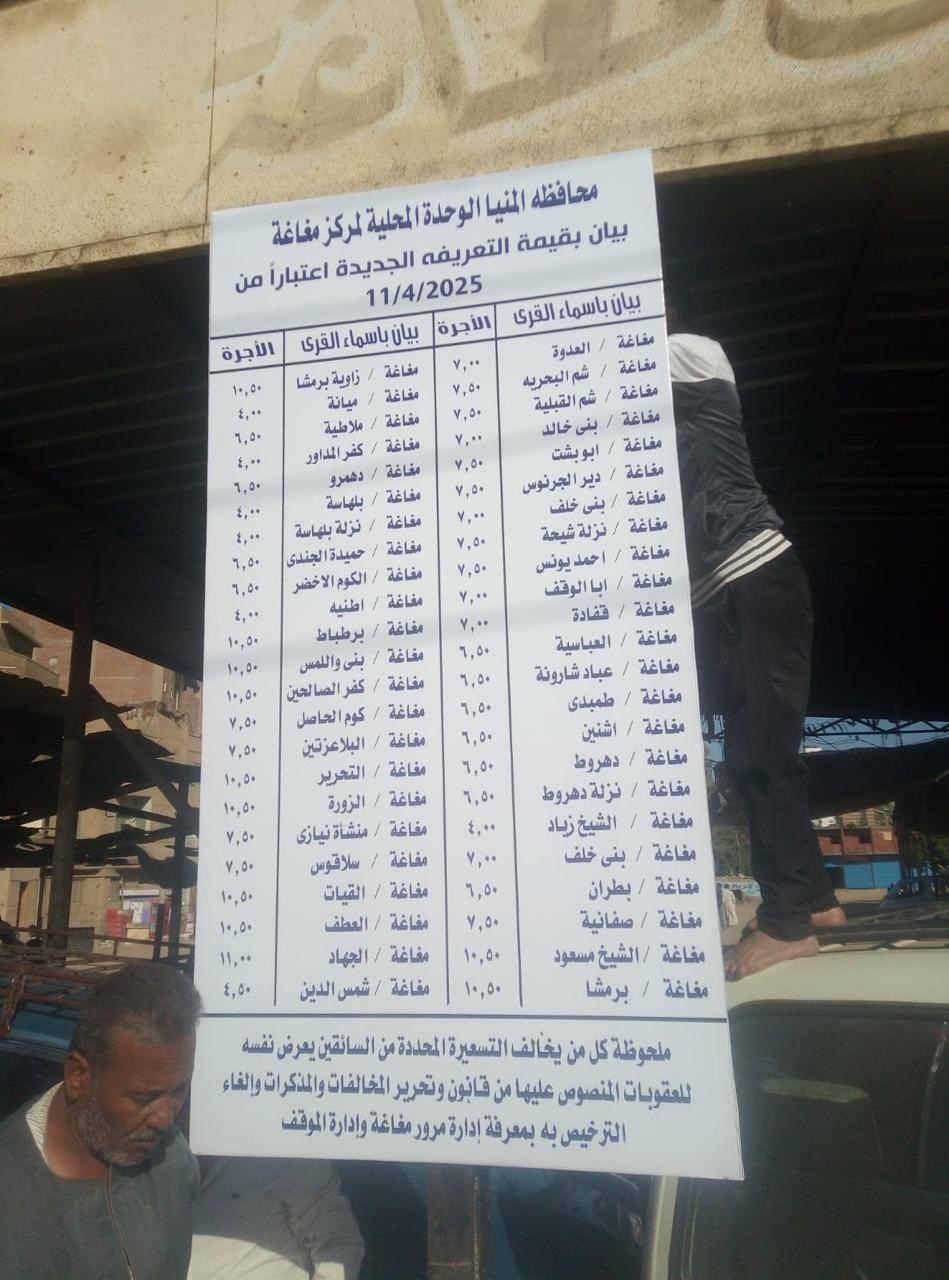 محافظه المنيا الوحدة المحلية لمركز مغاغة
بيان بقيمة التعريفه الجديدة اعتباراً من
11/4/2025
بيان باسماء القرى الأجرة بيان باسماء القرى الأجرة
مغاغة / العدوة ٧,٠٠ مغاغة / زاوية برمشا ١٠,٥٠
مغاغة / شم البحريه ٧,٥٠ مغاغة / ميانة ٤,٠٠
مغاغة / شم القبلية ٧,٥٠ مغاغة / ملاطية ٦,٥٠
مغاغة / بنى خالد ٧,٠٠ مغاغة / كفر المداور ٤,٠٠
مغاغة / ابو بشت ٧,٥٠ مغاغة / دهمرو ٦,٥٠
مغاغة / دير الجرنوس ٧,٥٠ مغاغة / بلهاسة ٤,٠٠
مغاغة / بنى خلف ٧,٠٠ مغاغة / نزلة بلهاسة ٤,٠٠
مغاغة / نزلة شيحة ٧,٥٠ مغاغة / حميدة الجندى ٦,٥٠
مغاغة / احمد يونس ٧,٥٠ مغاغة / الكوم الاخضر ٦,٥٠
مغاغة / ابا الوقف ٧,٠٠ مغاغة / اطنيه ٤,٠٠
مغاغة / قفادة ٧,٠٠ مغاغة / برطباط ١٠,٥٠
مغاغة / العباسية ٦,٥٠ مغاغة / بنى واللمس ١٠,٥٠
مغاغة / عباد شارونة ٦,٥٠ مغاغة / كفر الصالحين ١٠,٥٠
مغاغة / طمبدى ٦,٥٠ مغاغة / كوم الحاصل ٧,٥٠
مغاغة / اشنين ٦,٥٠ مغاغة / البلاعزتين ٧,٥٠
مغاغة / دهروط ٦,٥٠ مغاغة / التحرير ١٠,٥٠
مغاغة / نزلة دهروط ٦,٥٠ مغاغة / الزورة ١٠,٥٠
مغاغة / الشيخ زياد ٤,٠٠ مغاغة / منشاة نيازى ٧,٥٠
مغاغة / بنى خلف ٧,٠٠ مغاغة / سلاقوس ٧,٥٠
مغاغة / بطران ٦,٥٠ مغاغة / القيات ١٠,٥٠
مغاغة / صفانية ٧,٥٠ مغاغة / العطف ١٠,٥٠
مغاغة / الشيخ مسعود ١٠,٥٠ مغاغة / الجهاد ١١,٠٠
مغاغة / برمشا ١٠,٥٠ مغاغة / شمس الدين ٤,٥٠
ملحوظة كل من يخالف التسعيرة المحددة من السائقين يعرض نفسه
للعقوبات المنصوص عليها من قانون وتحرير المخالفات والمذكرات وإلغاء
الترخيص به بمعرفة إدارة مرور مغاغة وإدارة الموقف